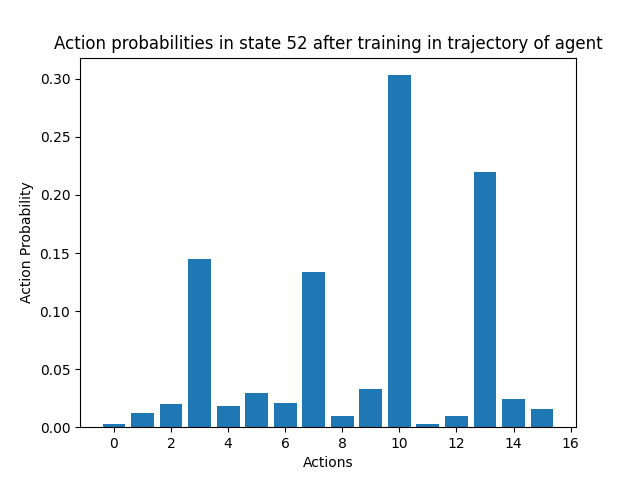 Action probabilities in state 52 after training in trajectory of agent
0.30
0.25
0.20
0.15
0.10
0.05
0.00
Action Probability
0 2 4 6 8 10 12 14 16
Actions